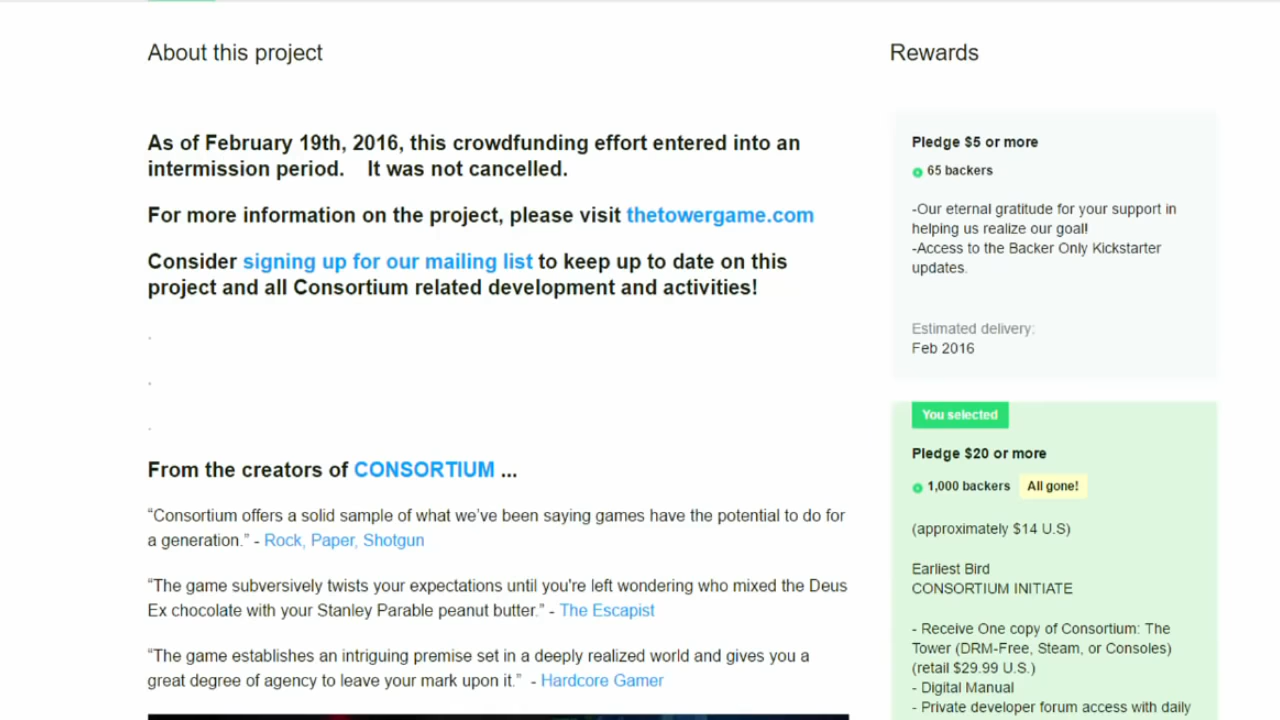 About this project
As of February 19th, 2016, this crowdfunding effort entered into an
intermission period. It was not cancelled.
For more information on the project, please visit thetowergame.com
Consider signing up for our mailing list to keep up to date on this
project and all Consortium related development and activities!
.
.
.
From the creators of CONSORTIUM ...
“Consortium offers a solid sample of what we’ve been saying games have the potential to do for
a generation.” - Rock, Paper, Shotgun
“The game subversively twists your expectations until you're left wondering who mixed the Deus
Ex chocolate with your Stanley Parable peanut butter.” - The Escapist
“The game establishes an intriguing premise set in a deeply realized world and gives you a
great degree of agency to leave your mark upon it.” - Hardcore Gamer
Rewards
Pledge $5 or more
65 backers
-Our eternal gratitude for your support in
helping us realize our goal!
-Access to the Backer Only Kickstarter
updates.
Estimated delivery:
Feb 2016
You selected
Pledge $20 or more
1,000 backers All gone!
(approximately $14 U.S)
Earliest Bird
CONSORTIUM INITIATE
- Receive One copy of Consortium: The
Tower (DRM-Free, Steam, or Consoles)
(retail $29.99 U.S.)
- Digital Manual
- Private developer forum access with daily